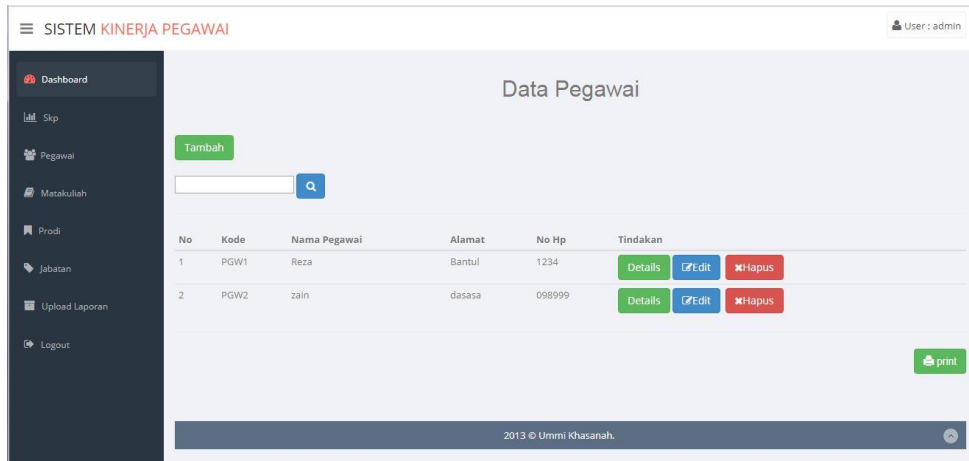 SISTEM KINERJA PEGAWAI
User : admin
Dashboard
Skp
Pegawai
Matakuliah
Prodi
Jabatan
Upload Laporan
Logout
Data Pegawai
Tambah
No Kode Nama Pegawai Alamat No Hp Tindakan
1 PGW1 Reza Bantul 1234 Details Edit Hapus
2 PGW2 zain dasasa 098999 Details Edit Hapus
print
2013 © Ummi Khasanah.